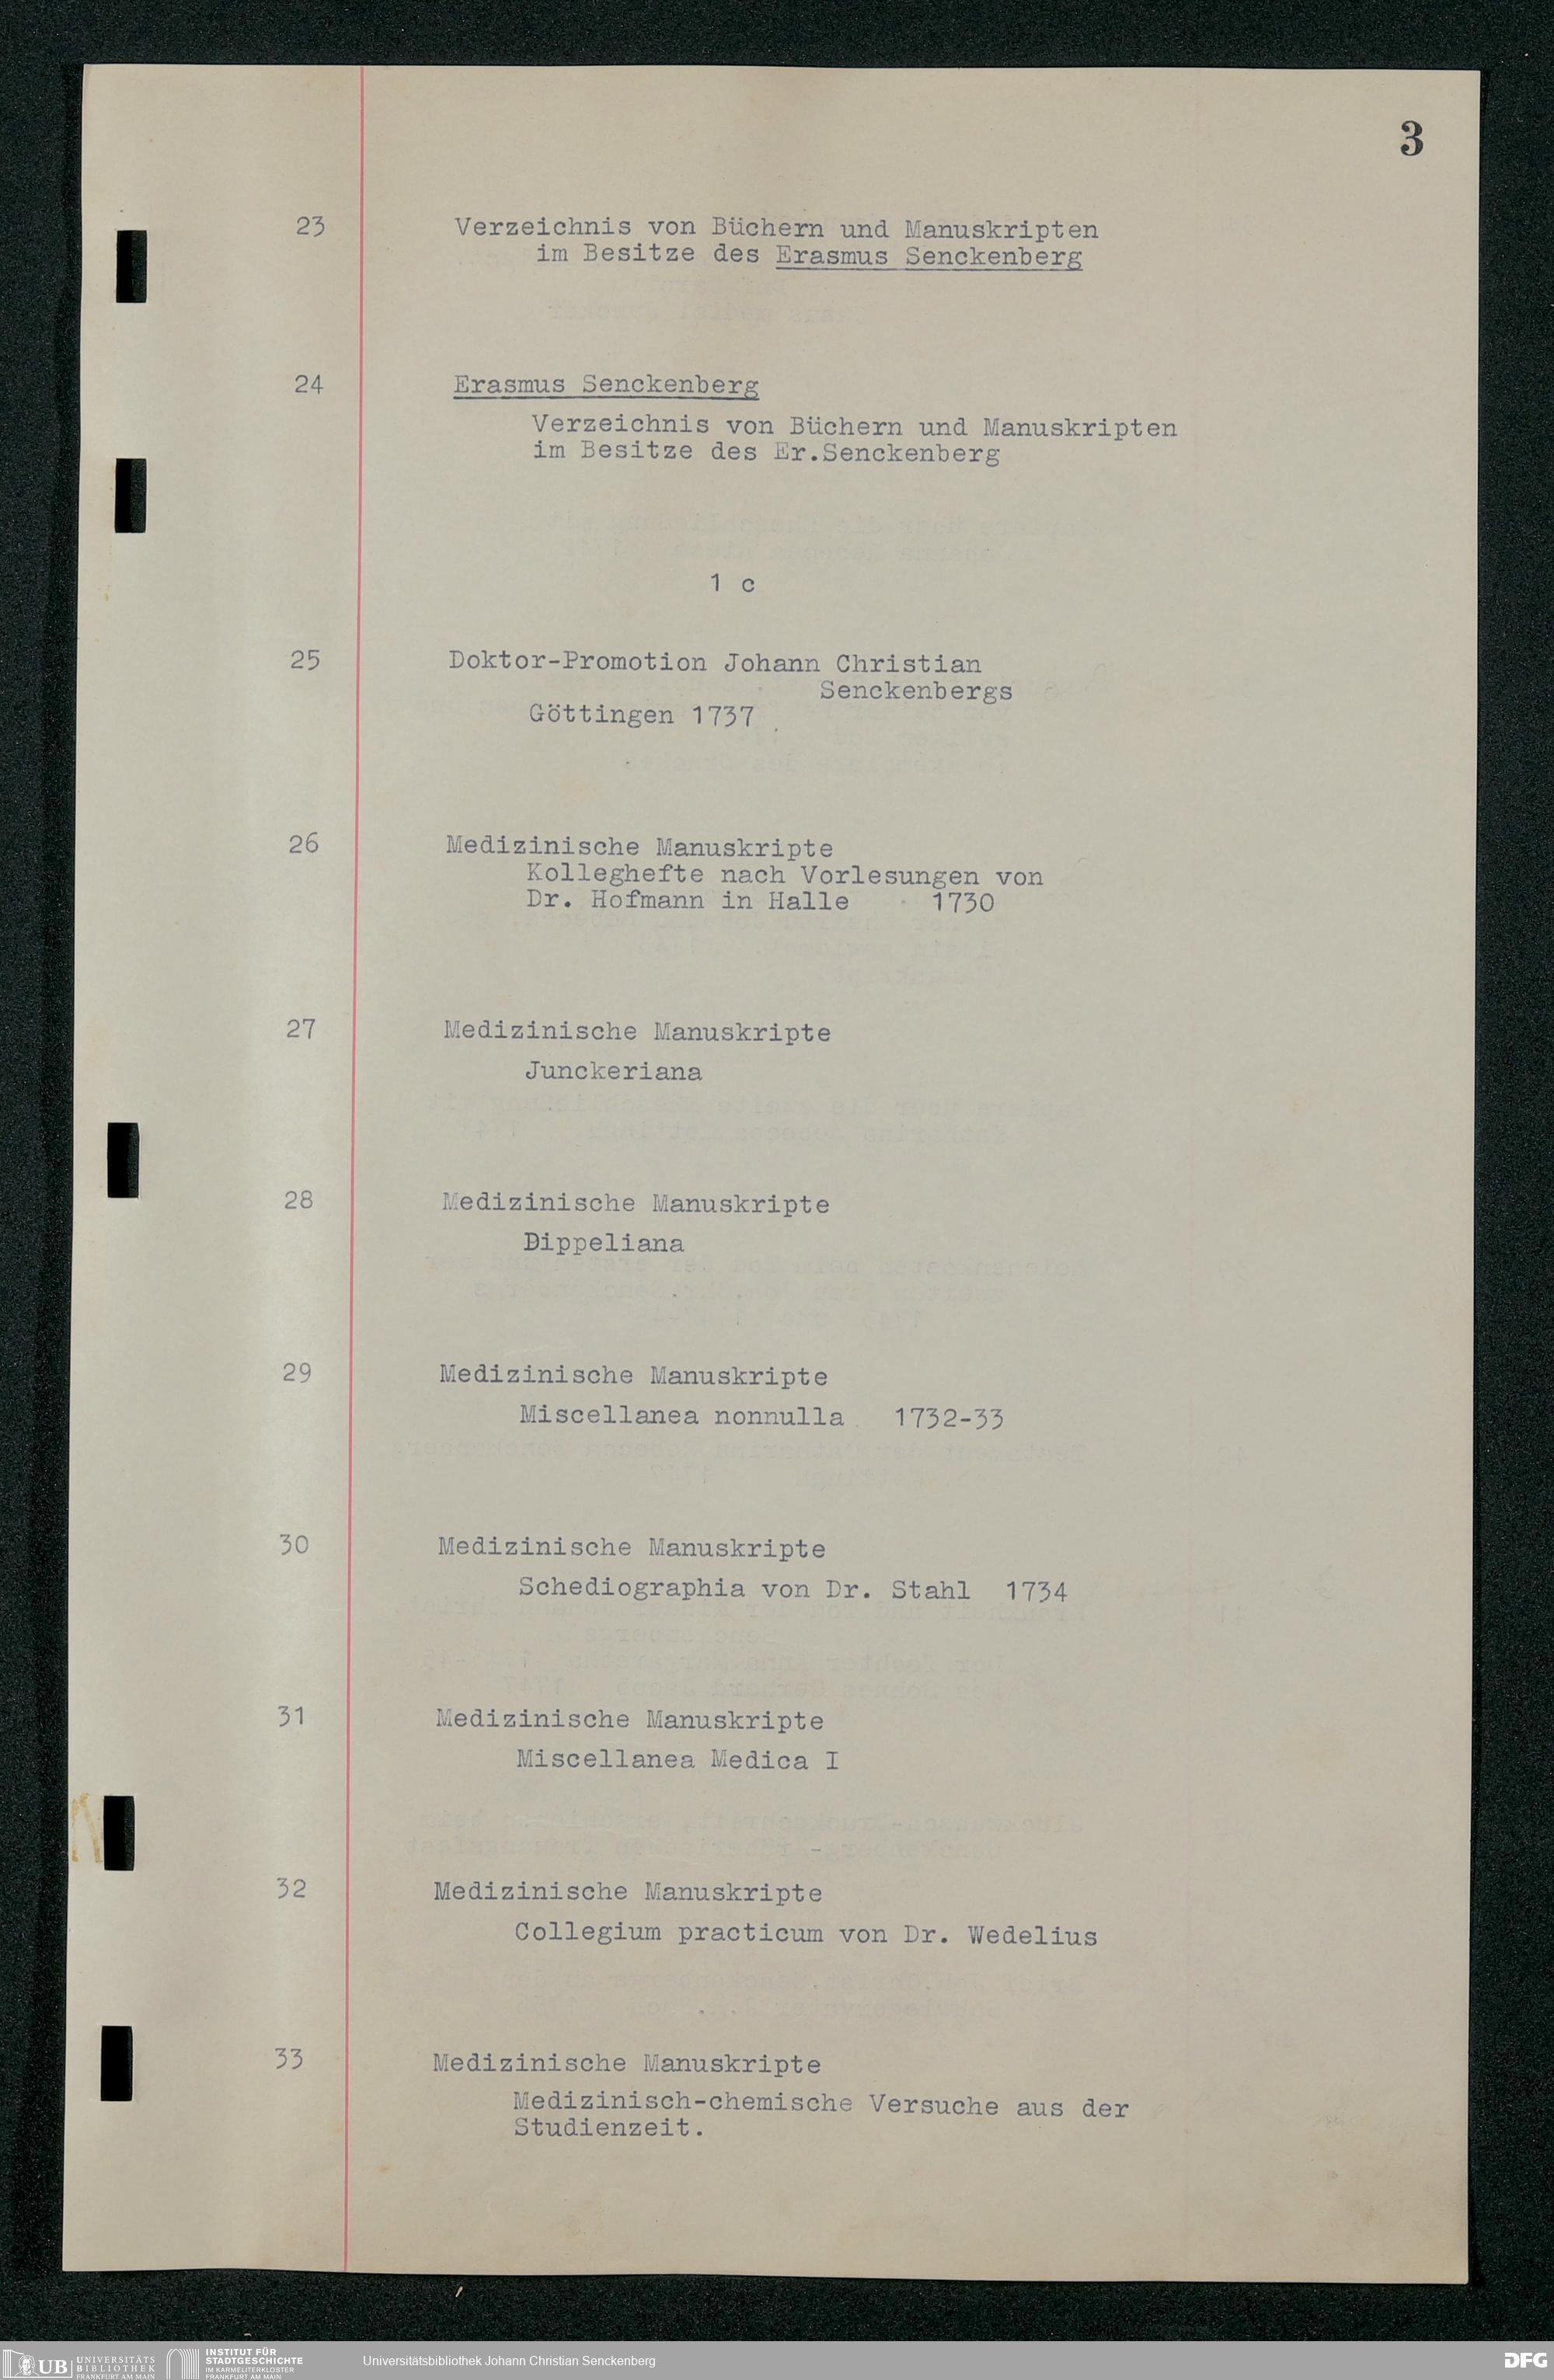 3
23 Verzeichnis von Büchern und Manuskripten
im Besitze des Erasmus Senckenberg
24 Erasmus Senckenberg
Verzeichnis von Büchern und Manuskripten
im Besitze des Er.Senckenberg
1 c
25 Doktor-Promotion Johann Christian
Senckenbergs
Göttingen 1737
26 Medizinische Manuskripte
Kolleghefte nach Vorlesungen von
Dr. Hofmann in Halle 1730
27 Medizinische Manuskripte
Junckeriana
28 Medizinische Manuskripte
Dippeliana
29 Medizinische Manuskripte
Miscellanea nonnulla 1732-33
30 Medizinische Manuskripte
Schediographia von Dr. Stahl 1734
31 Medizinische Manuskripte
Miscellanea Medica I
32 Medizinische Manuskripte
Collegium practicum von Dr. Wedelius
33 Medizinische Manuskripte
Medizinisch-chemische Versuche aus der
Studienzeit.
UB UNIVERSITÄTS
BIBLIOTHEK
FRANKFURT AM MAIN
INSTITUT FÜR
STADTGESCHICHTE
IM KARMELITERKLOSTER
FRANKFURT AM MAIN
Universitätsbibliothek Johann Christian Senckenberg
DFG